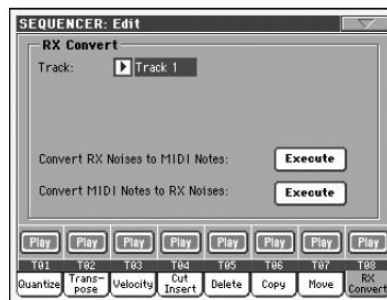 SEQUENCER: Edit
RX Convert
Track: Track 1
Convert RX Noises to MIDI Notes: Execute
Convert MIDI Notes to RX Noises: Execute
Play Play Play Play Play Play Play Play
T01 T02 T03 T04 T05 T06 T07 T08
Quantize Trans-pose Velocity Cut Insert Delete Copy Move RX Convert